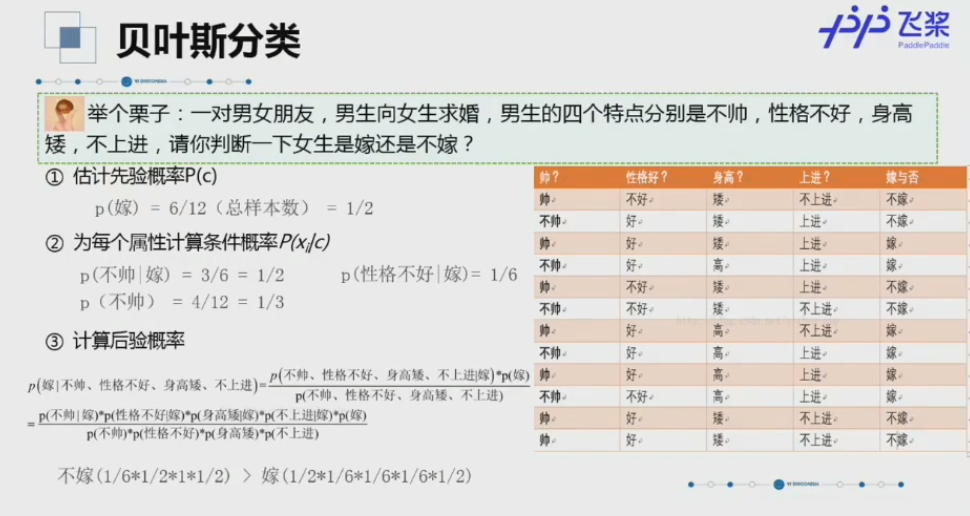 贝叶斯分类
飞桨
PaddlePaddle
举个栗子：一对男女朋友，男生向女生求婚，男生的四个特点分别是不帅，性格不好，身高
矮，不上进，请你判断一下女生是嫁还是不嫁？
① 估计先验概率P(c)
p(嫁) = 6/12（总样本数） = 1/2
② 为每个属性计算条件概率P(xi|c)
p(不帅|嫁) = 3/6 = 1/2 p(性格不好|嫁)= 1/6
p（不帅） = 4/12 = 1/3
③ 计算后验概率
p(嫁|不帅、性格不好、身高矮、不上进)=p(不帅、性格不好、身高矮、不上进|嫁)*p(嫁)
p(不帅、性格不好、身高矮、不上进)
=p(不帅|嫁)*p(性格不好|嫁)*p(身高矮|嫁)*p(不上进|嫁)*p(嫁)
p(不帅)*p(性格不好)*p(身高矮)*p(不上进)
不嫁(1/6*1/2*1*1/2) > 嫁(1/2*1/6*1/6*1/6*1/2)
帅？ 性格好？ 身高？ 上进？ 嫁与否
帅 不好 矮 不上进 不嫁
不帅 好 矮 上进 不嫁
帅 好 矮 上进 嫁
不帅 好 高 上进 嫁
帅 不好 矮 上进 不嫁
不帅 不好 矮 不上进 不嫁
帅 好 高 不上进 嫁
不帅 好 高 上进 嫁
帅 好 高 上进 嫁
不帅 不好 高 上进 嫁
帅 不好 矮 不上进 不嫁
帅 好 矮 不上进 不嫁